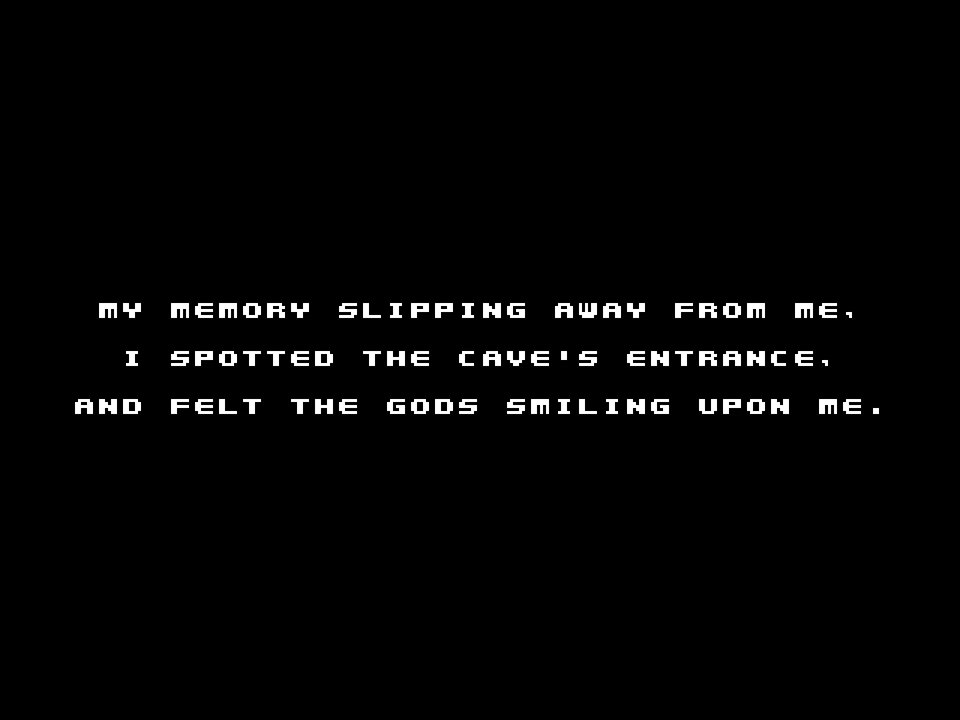 MY MEMORY SLIPPING AWAY FROM ME,
I SPOTTED THE CAVE'S ENTRANCE,
AND FELT THE GODS SMILING UPON ME.